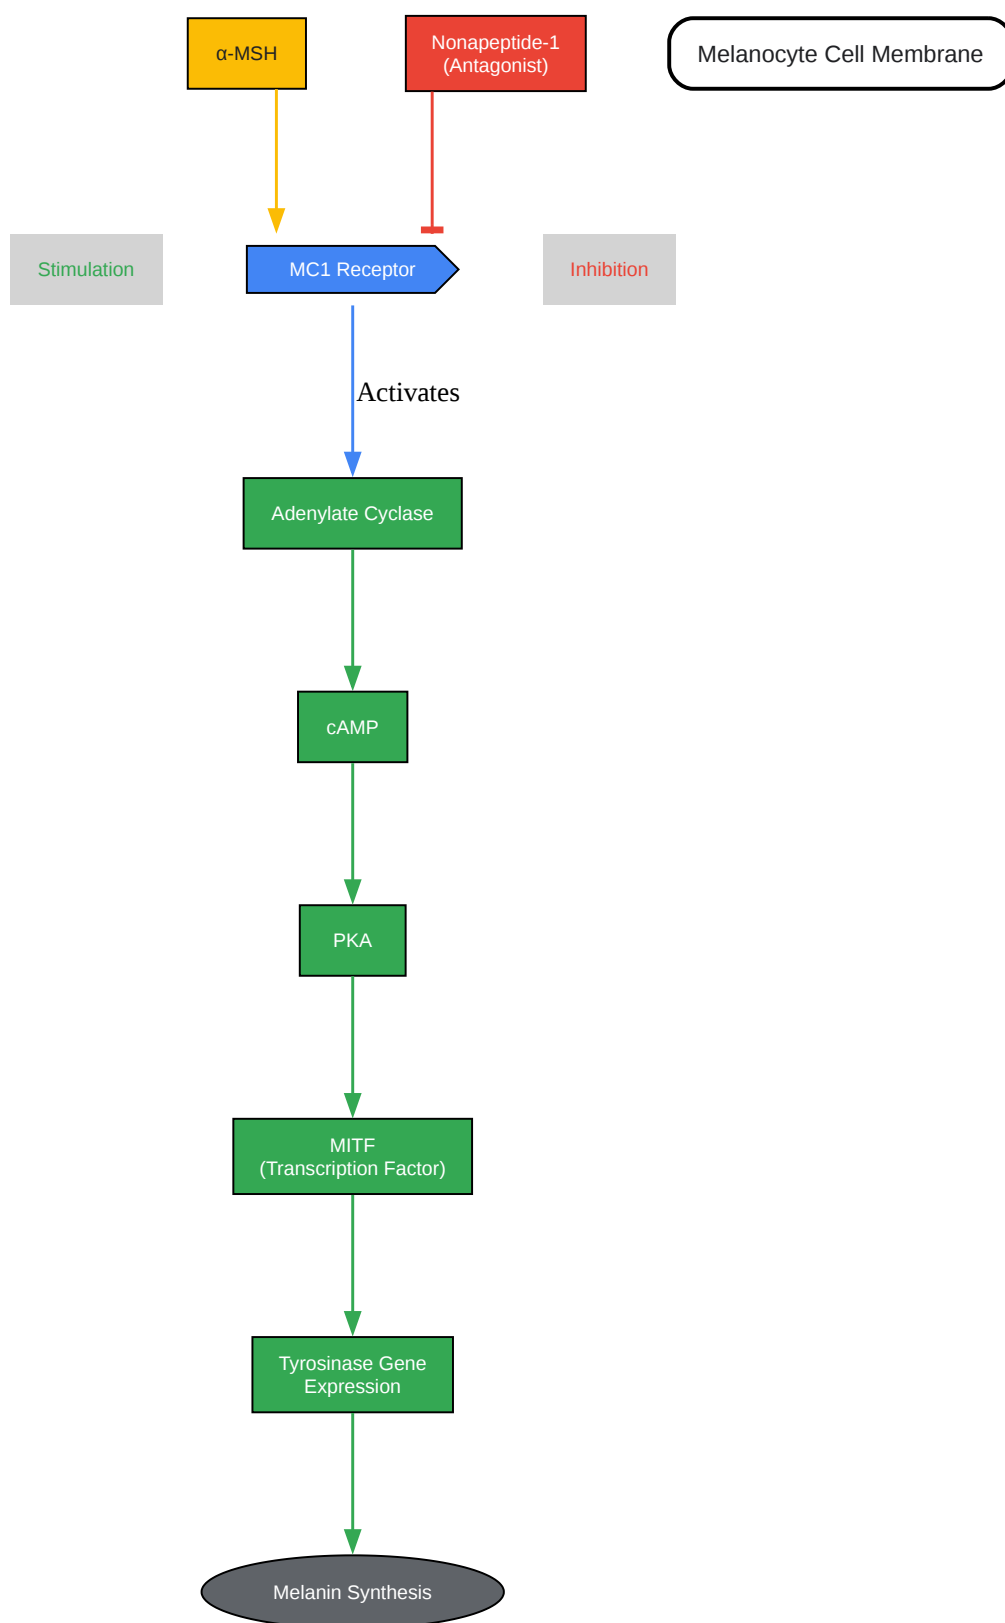 α-MSH
Nonapeptide-1
(Antagonist)
Melanocyte Cell Membrane
Stimulation
MC1 Receptor
Inhibition
Activates
Adenylate Cyclase
cAMP
PKA
MITF
(Transcription Factor)
Tyrosinase Gene
Expression
Melanin Synthesis